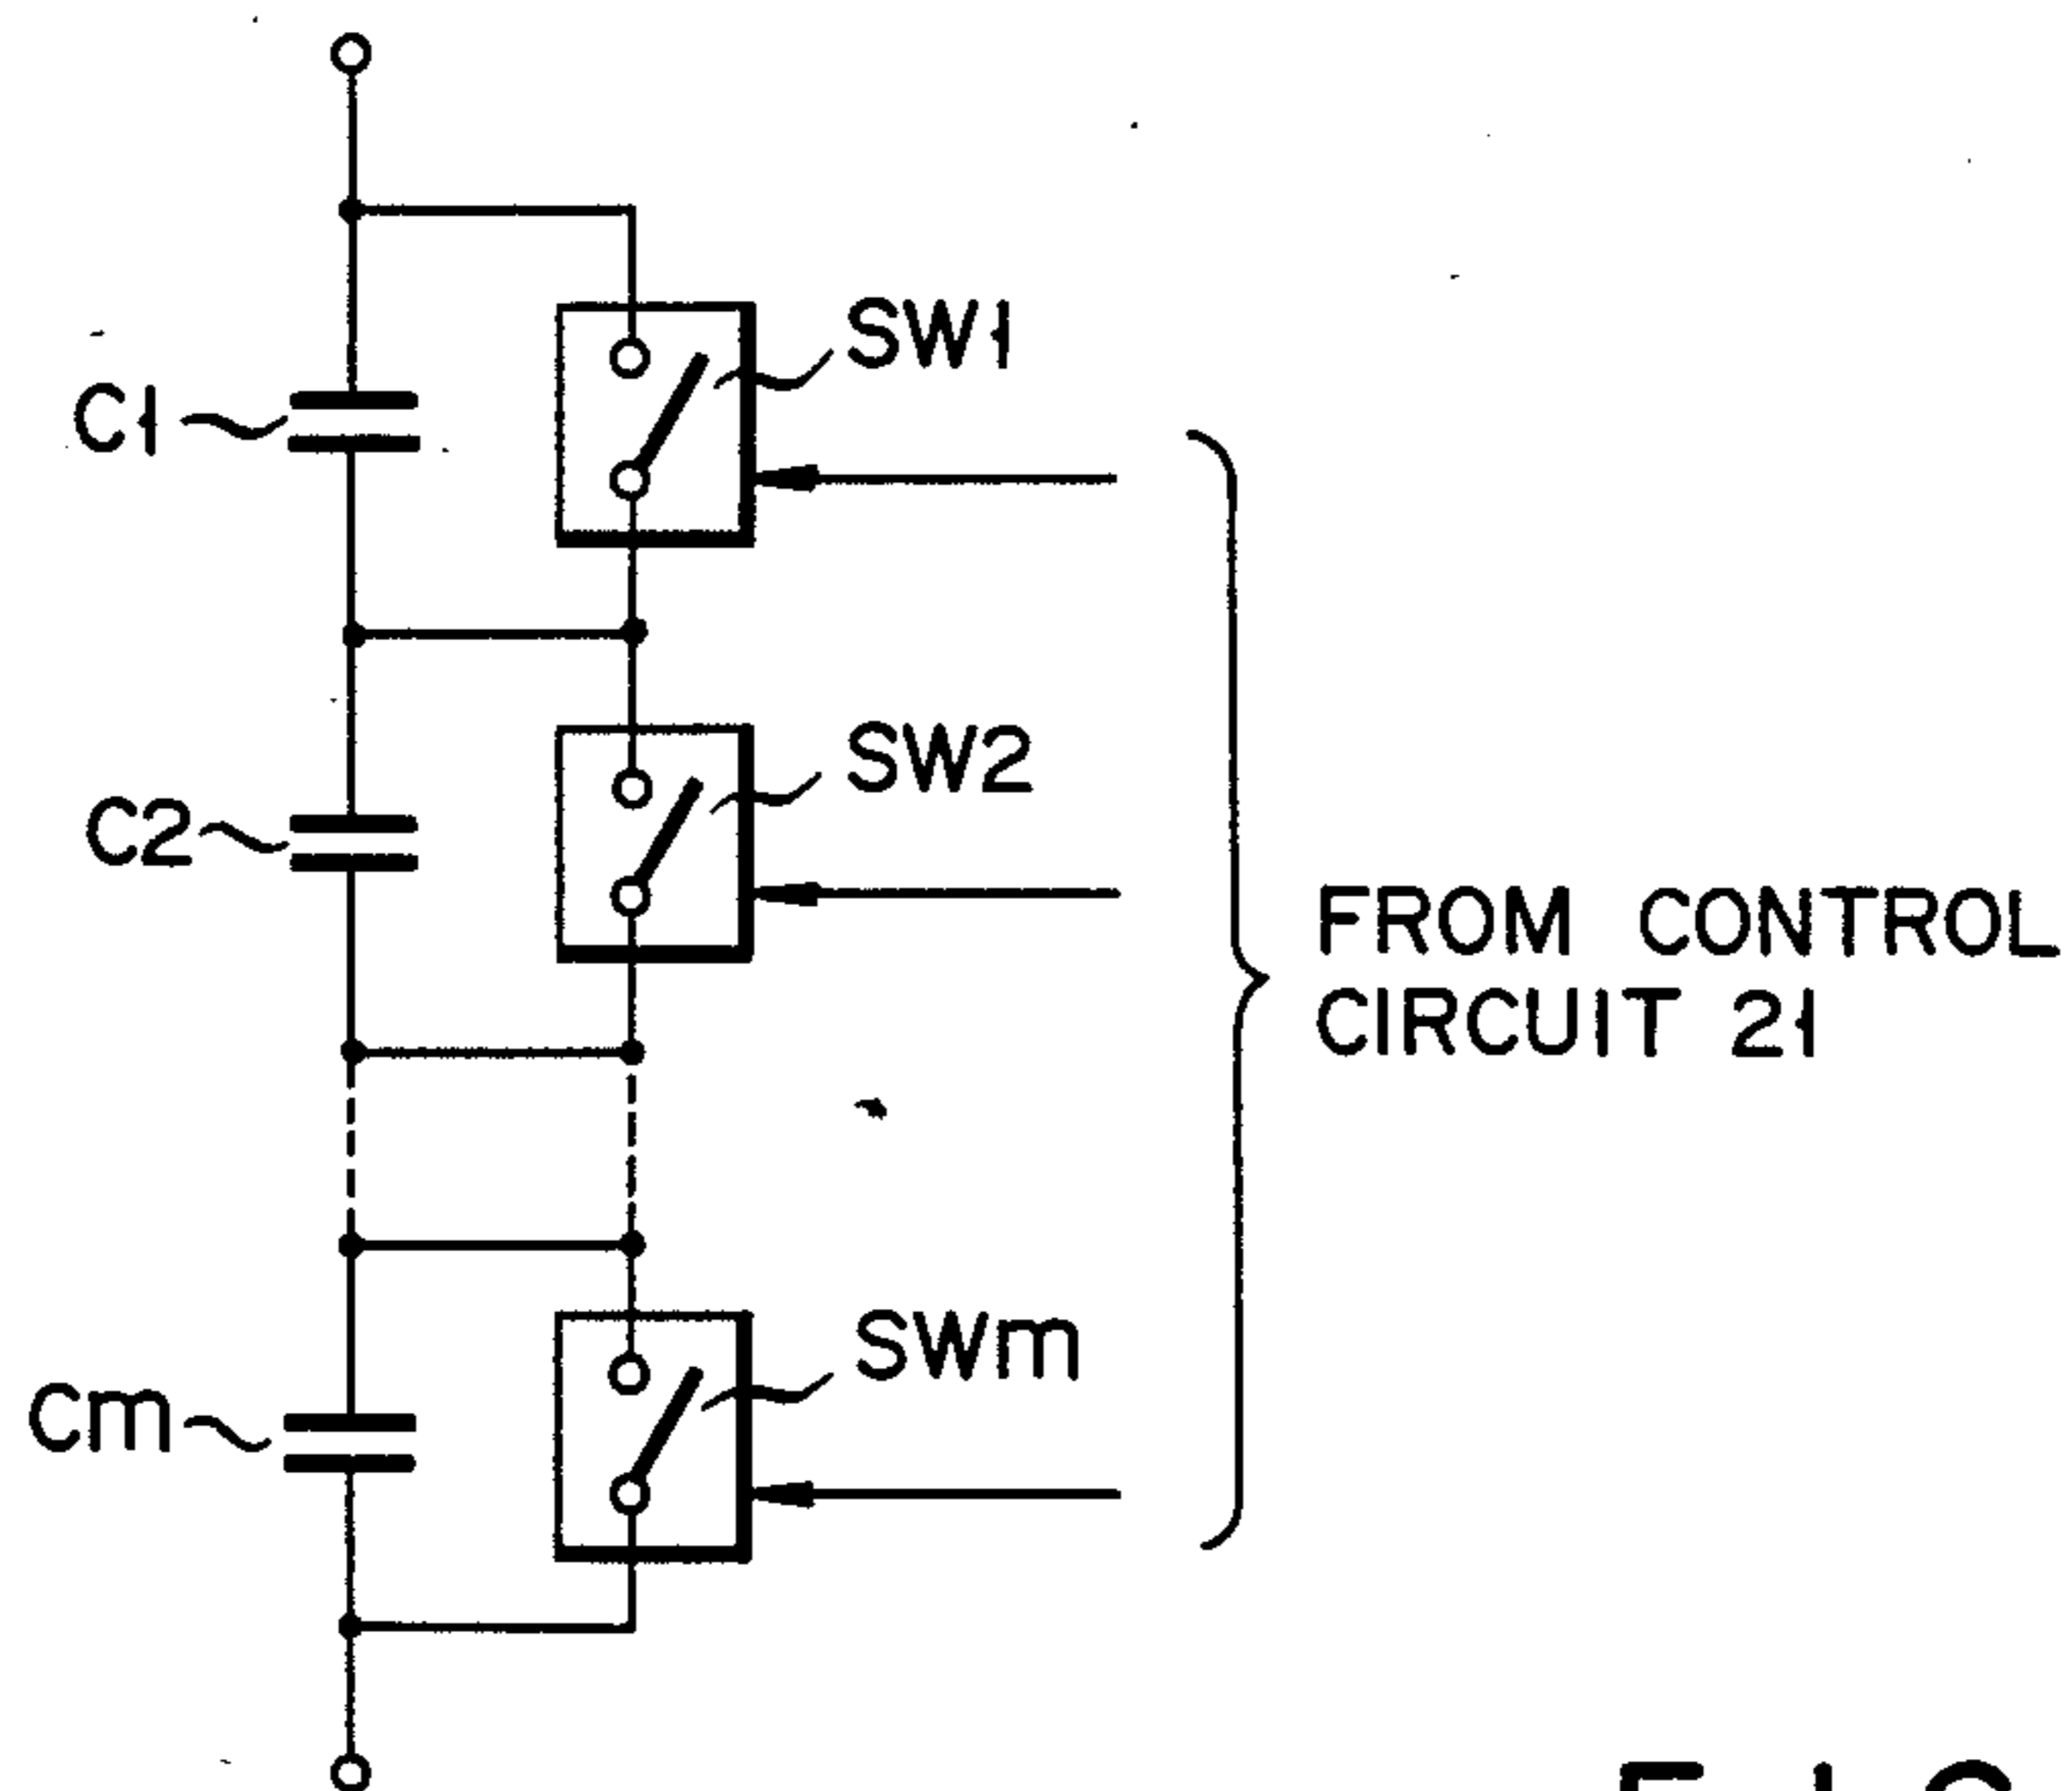 SW1
C1
SW2
C2
FROM CONTROL
CIRCUIT 21
SWm
Cm